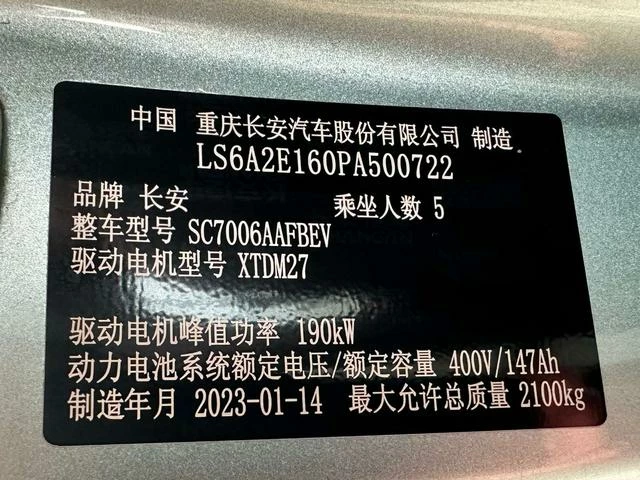 中国 重庆长安汽车股份有限公司 制造
LS6A2E160PA500722
品牌 长安 乘坐人数 5
整车型号 SC7006AAFBEV
驱动电机型号 XTDM27
驱动电机峰值功率 190kW
动力电池系统额定电压/额定容量 400V/147Ah
制造年月 2023-01-14 最大允许总质量 2100kg